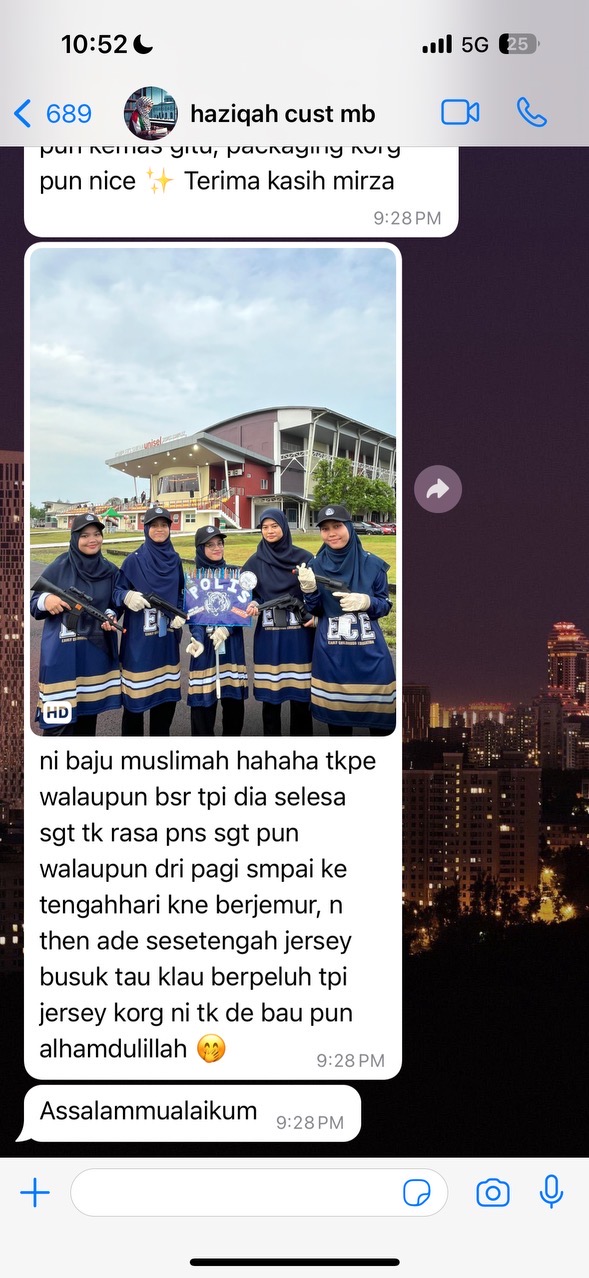 10:52
5G
25
689
haziqah cust mb
pun kemas gitu, packaging korg
pun nice ✨ Terima kasih mirza
9:28 PM
unisel
POLIS
ECE
EARLY CHILDHOOD EDUCATION
HD
ni baju muslimah hahaha tkpe
walaupun bsr tpi dia selesa
sgt tk rasa pns sgt pun
walaupun dri pagi smpai ke
tengahhari kne berjemur, n
then ade sesetengah jersey
busuk tau klau berpeluh tpi
jersey korg ni tk de bau pun
alhamdulillah 🤭
9:28 PM
Assalammualaikum
9:28 PM